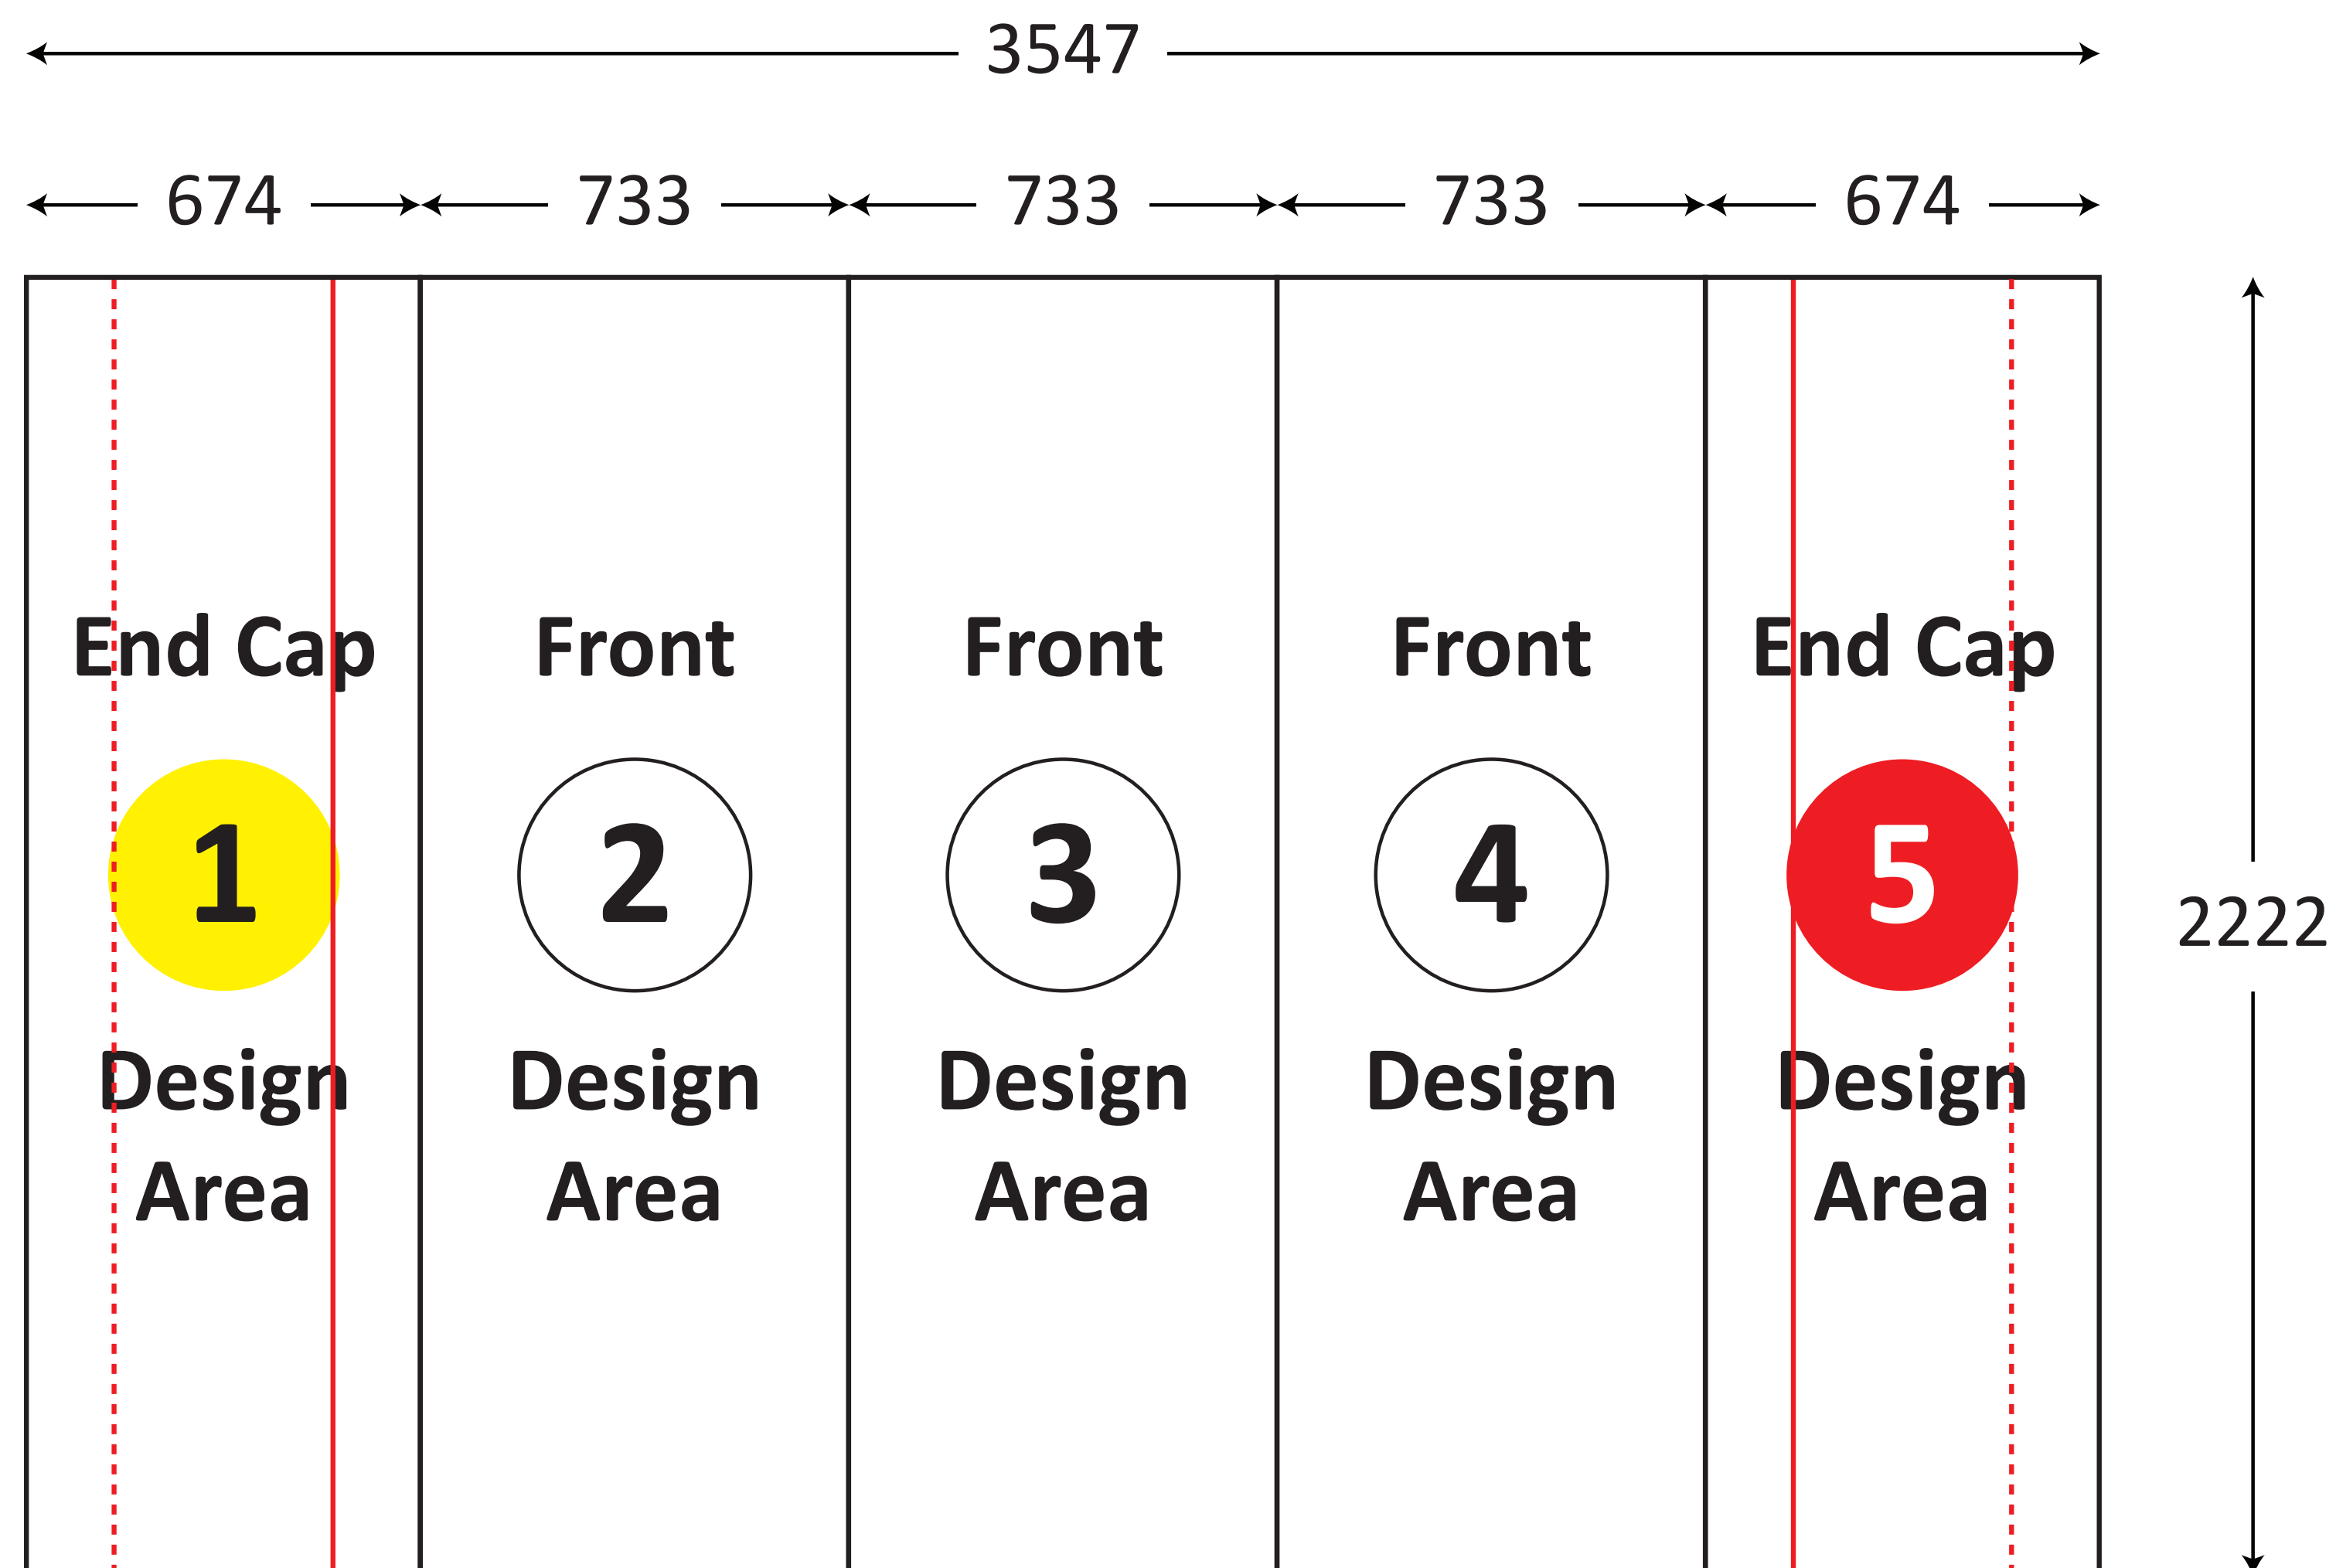 3547
674 733 733 733 674
End Cap Front Front Front End Cap
1 2 3 4 5
2222
Design Design Design Design Design
Area Area Area Area Area